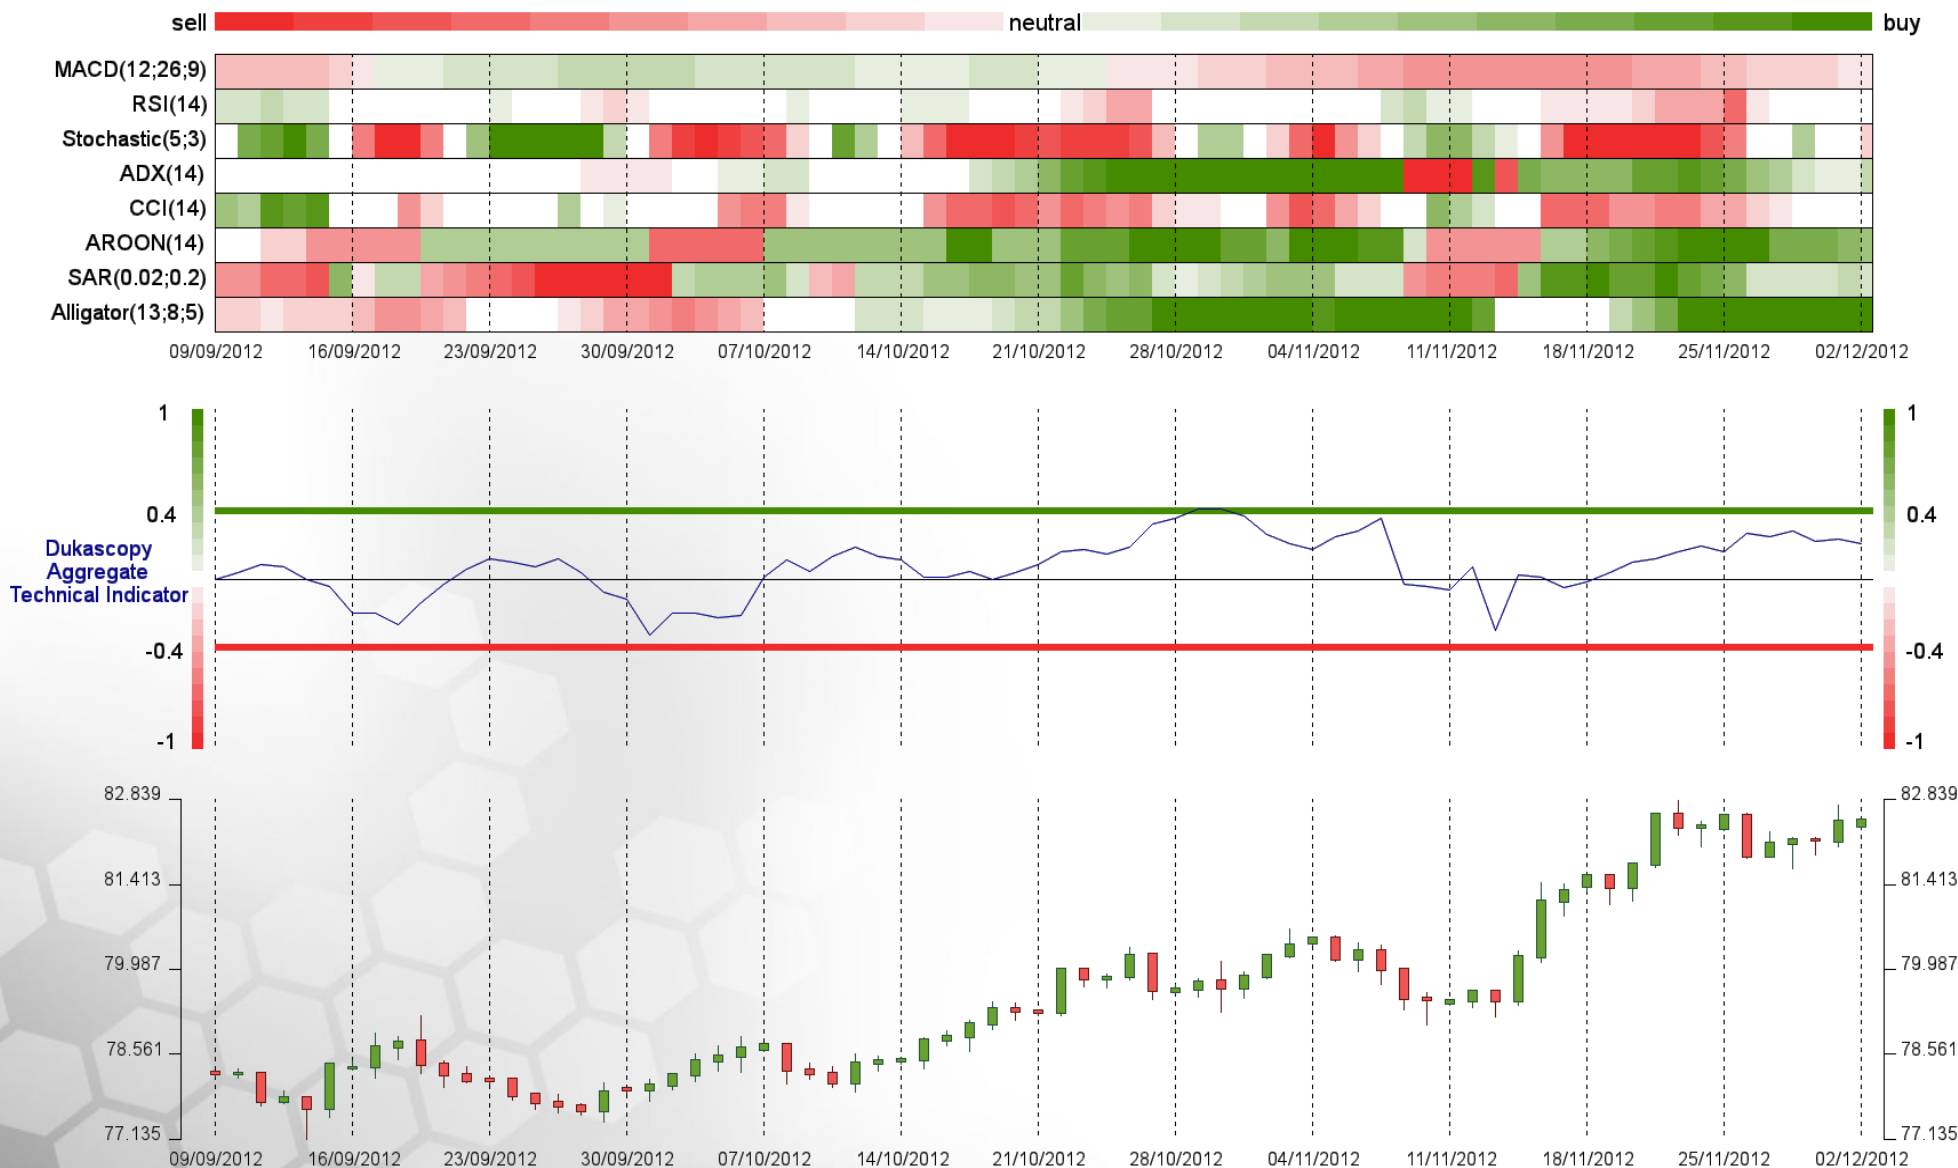 sell neutral buy
MACD(12;26;9)
RSI(14)
Stochastic(5;3)
ADX(14)
CCI(14)
AROON(14)
SAR(0.02;0.2)
Alligator(13;8;5)
09/09/2012 16/09/2012 23/09/2012 30/09/2012 07/10/2012 14/10/2012 21/10/2012 28/10/2012 04/11/2012 11/11/2012 18/11/2012 25/11/2012 02/12/2012
1 1
0.4 0.4
Dukascopy
Aggregate
Technical Indicator
-0.4 -0.4
-1 -1
82.839 82.839
81.413 81.413
79.987 79.987
78.561 78.561
77.135 77.135
09/09/2012 16/09/2012 23/09/2012 30/09/2012 07/10/2012 14/10/2012 21/10/2012 28/10/2012 04/11/2012 11/11/2012 18/11/2012 25/11/2012 02/12/2012